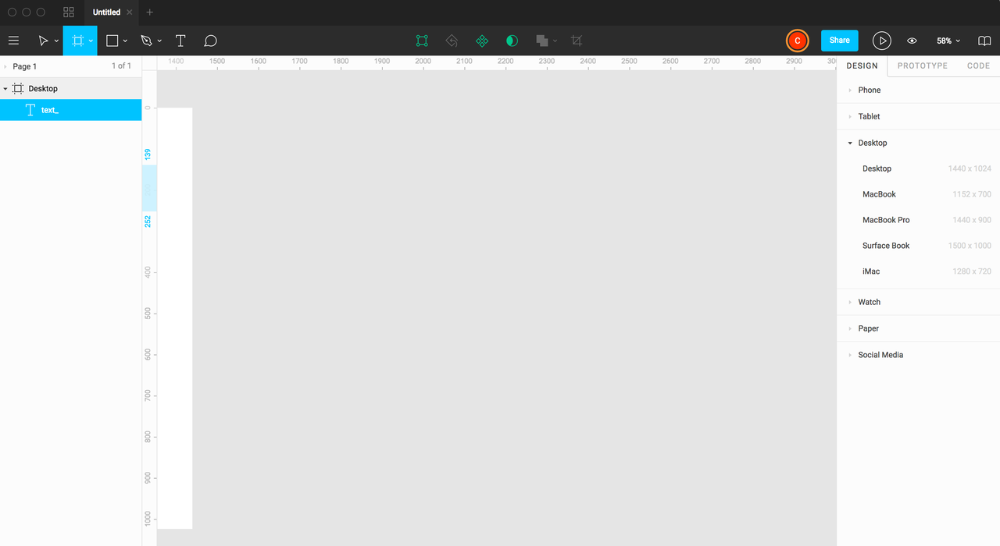 Untitled
C
Share
58%
Page 1
1 of 1
1400 1500 1600 1700 1800 1900 2000 2100 2200 2300 2400 2500 2600 2700 2800 2900
DESIGN PROTOTYPE CODE
Desktop
text_
0
139
252
400
500
600
700
800
900
1000
Phone
Tablet
Desktop
Desktop 1440 x 1024
MacBook 1152 x 700
MacBook Pro 1440 x 900
Surface Book 1500 x 1000
iMac 1280 x 720
Watch
Paper
Social Media